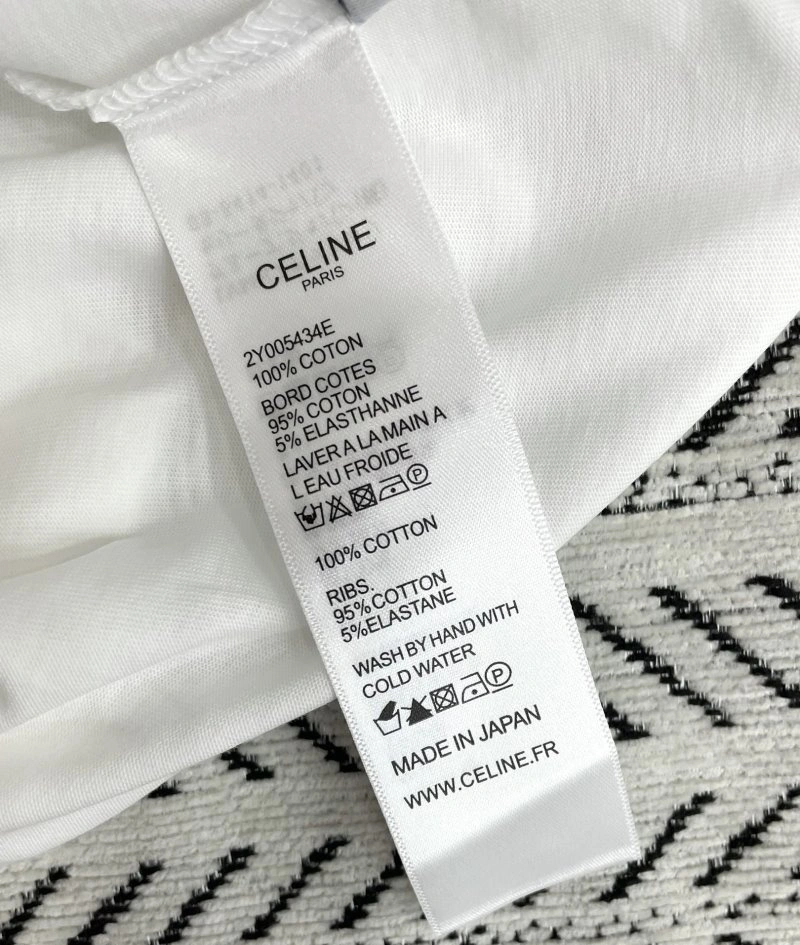 CELINE
PARIS
2Y005434E
100% COTON
BORD COTES
95% COTON
5% ELASTHANNE
LAVER A LA MAIN A
L EAU FROIDE
P
100% COTTON
RIBS.
95%COTTON
5%ELASTANE
WASH BY HAND WITH
COLD WATER
P
MADE IN JAPAN
WWW.CELINE.FR